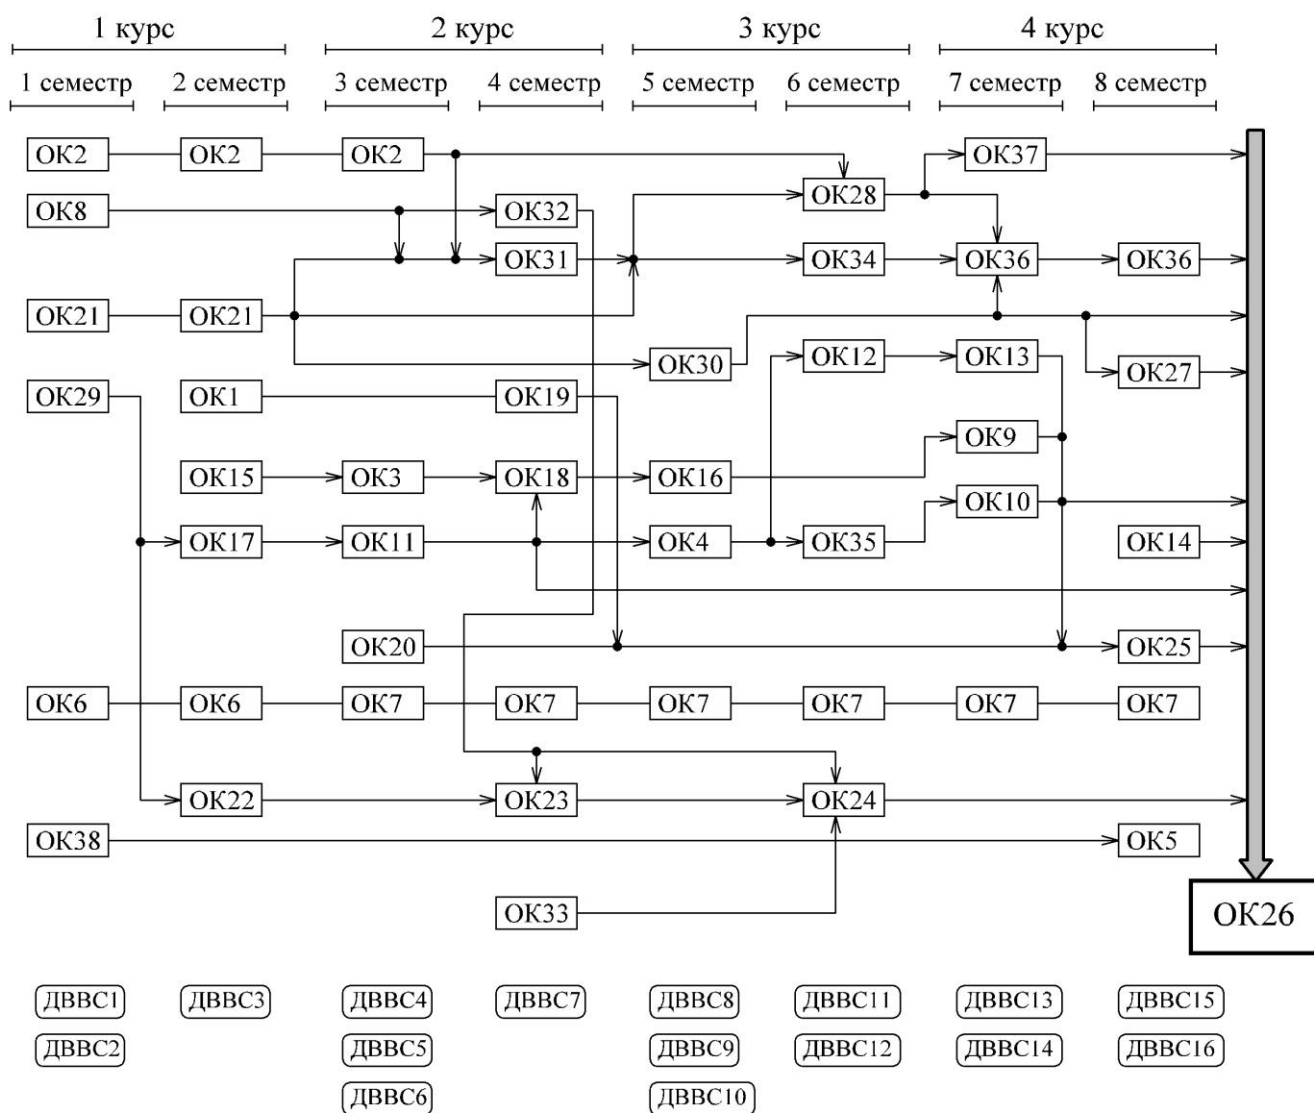 1 курс 2 курс 3 курс 4 курс
1 семестр 2 семестр 3 семестр 4 семестр 5 семестр 6 семестр 7 семестр 8 семестр
ОК2 ОК2 ОК2 ОК37
ОК28
ОК8 ОК32
ОК31 ОК34 ОК36 ОК36
ОК21 ОК21
ОК30 ОК12 ОК13 ОК27
ОК29 ОК1 ОК19
ОК9
ОК15 ОК3 ОК18 ОК16
ОК10
ОК17 ОК11 ОК4 ОК35 ОК14
ОК20 ОК25
ОК6 ОК6 ОК7 ОК7 ОК7 ОК7 ОК7 ОК7
ОК22 ОК23 ОК24
ОК38 ОК5
ОК33 ОК26
ДВВС1 ДВВС3 ДВВС4 ДВВС7 ДВВС8 ДВВС11 ДВВС13 ДВВС15
ДВВС2 ДВВС5 ДВВС9 ДВВС12 ДВВС14 ДВВС16
ДВВС6 ДВВС10